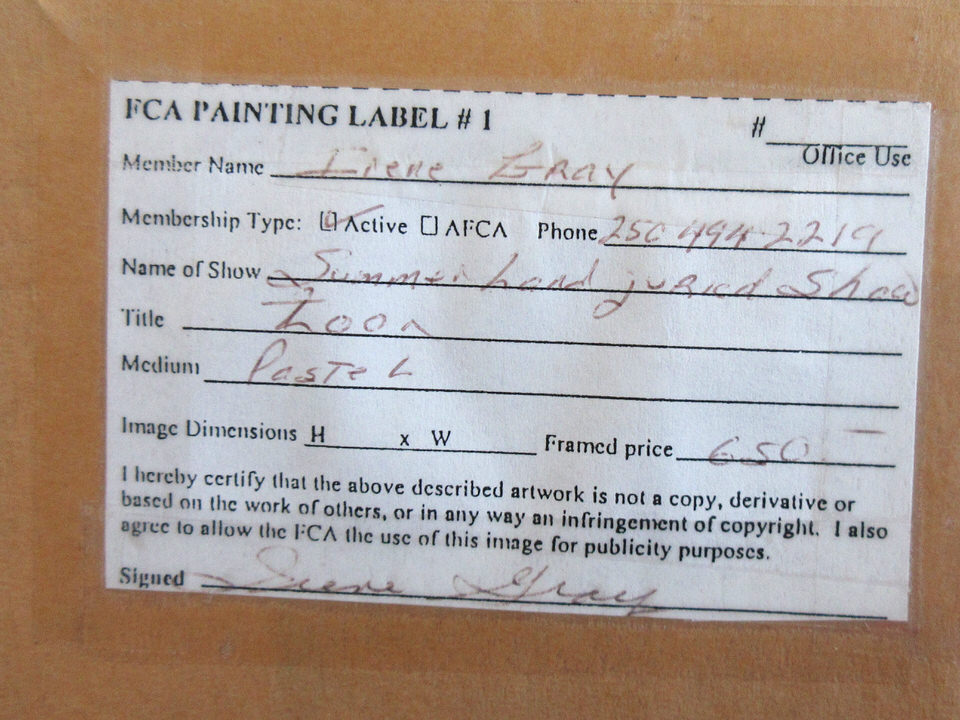 FCA PAINTING LABEL # 1
# Office Use
Member Name Irene Gray
Membership Type: Active AFCA Phone 250 494 2219
Name of Show Summerland juried Show
Title Loon
Medium Pastel
Image Dimensions H x W Framed price 650.—
I hereby certify that the above described artwork is not a copy, derivative or
based on the work of others, or in any way an infringement of copyright. I also
agree to allow the FCA the use of this image for publicity purposes.
Signed Irene Gray